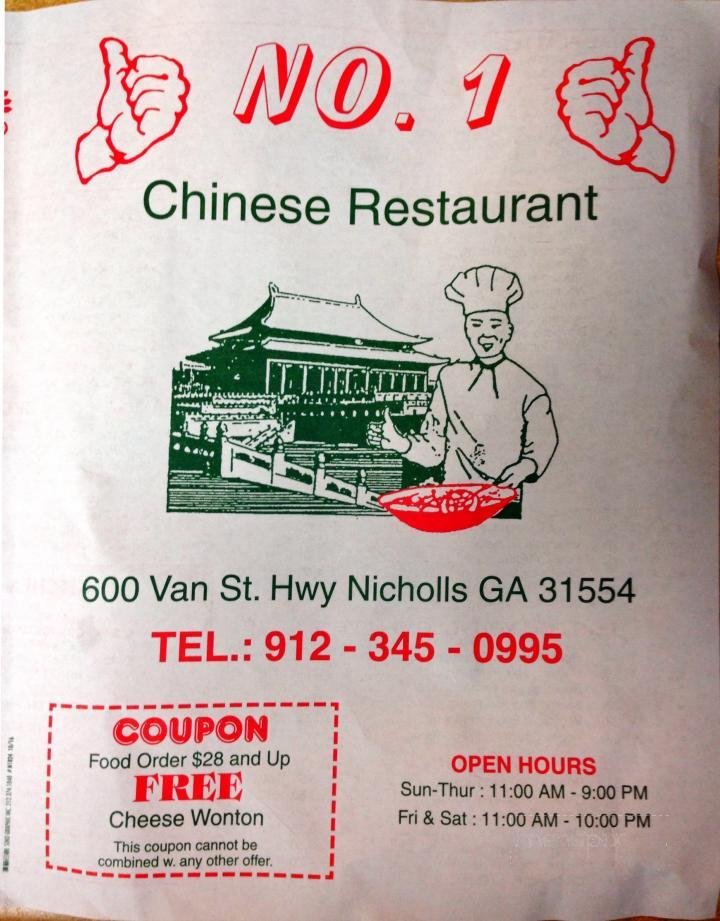 NO. 1
Chinese Restaurant
600 Van St. Hwy Nicholls GA 31554
TEL.: 912 - 345 - 0995
COUPON
Food Order $28 and Up
FREE
Cheese Wonton
This coupon cannot be
combined w. any other offer.
OPEN HOURS
Sun-Thur : 11:00 AM - 9:00 PM
Fri & Sat : 11:00 AM - 10:00 PM